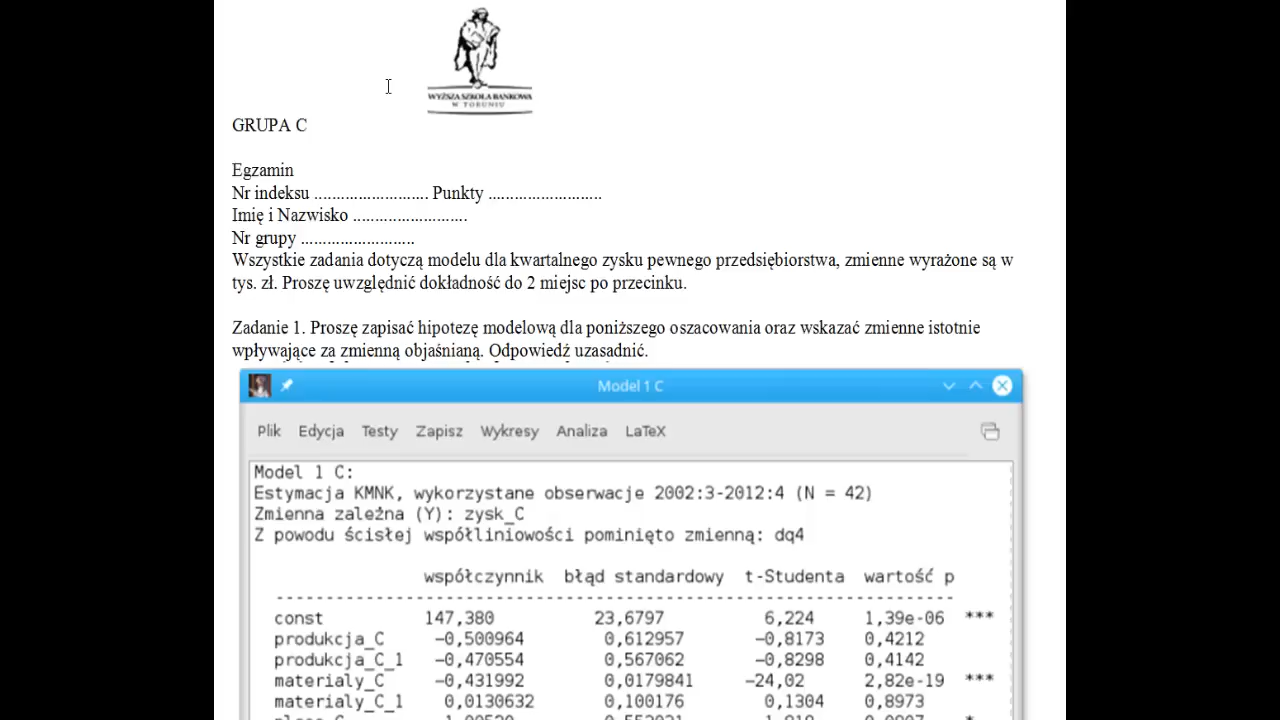 WYŻSZA SZKOŁA BANKOWA
W TORUNIU
GRUPA C
Egzamin
Nr indeksu .......................... Punkty ..........................
Imię i Nazwisko ..........................
Nr grupy ..........................
Wszystkie zadania dotyczą modelu dla kwartalnego zysku pewnego przedsiębiorstwa, zmienne wyrażone są w
tys. zł. Proszę uwzględnić dokładność do 2 miejsc po przecinku.
Zadanie 1. Proszę zapisać hipotezę modelową dla poniższego oszacowania oraz wskazać zmienne istotnie
wpływające za zmienną objaśnianą. Odpowiedź uzasadnić.
Model 1 C
Plik Edycja Testy Zapisz Wykresy Analiza LaTeX
Model 1 C:
Estymacja KMNK, wykorzystane obserwacje 2002:3-2012:4 (N = 42)
Zmienna zależna (Y): zysk_C
Z powodu ścisłej współliniowości pominięto zmienną: dq4
współczynnik błąd standardowy t-Studenta wartość p
const 147,380 23,6797 6,224 1,39e-06 ***
produkcja_C −0,500964 0,612957 −0,8173 0,4212
produkcja_C_1 −0,470554 0,567062 −0,8298 0,4142
materialy_C −0,431992 0,0179841 −24,02 2,82e-19 ***
materialy_C_1 0,0130632 0,100176 0,1304 0,8973